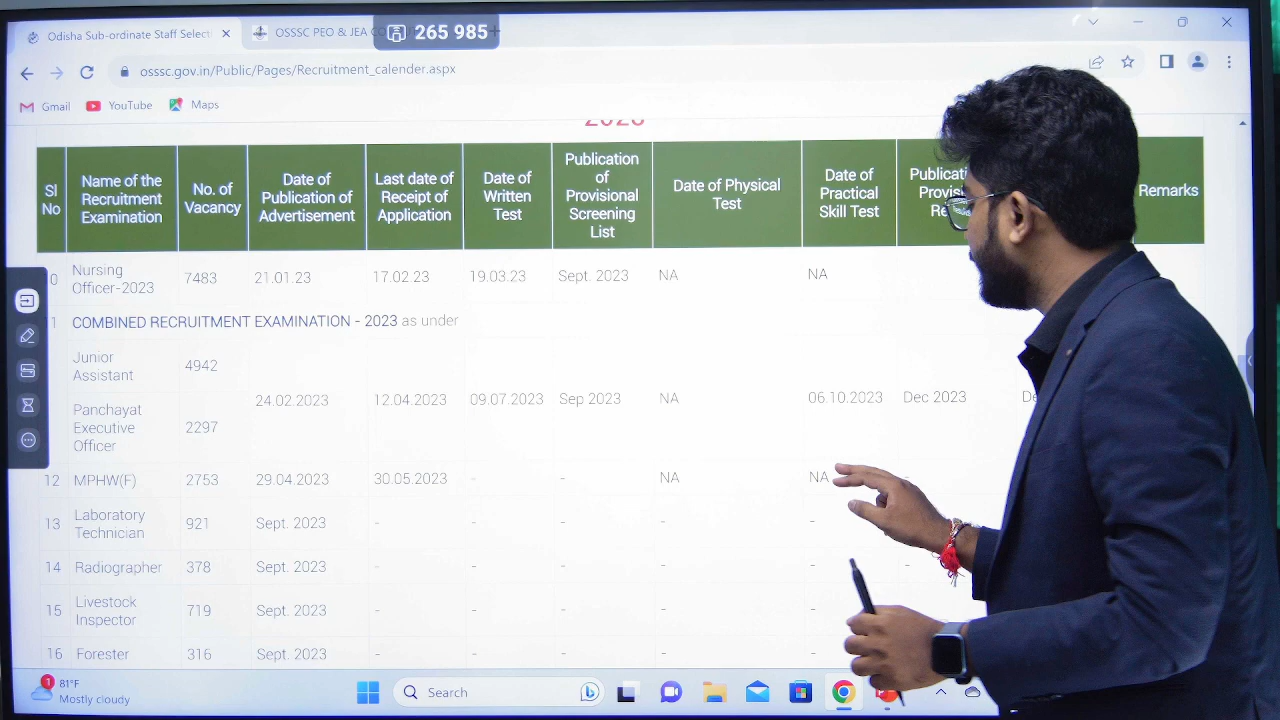 Odisha Sub-ordinate Staff Select
OSSSC PEO & JEA
265 985
osssc.gov.in/Public/Pages/Recruitment_calender.aspx
Gmail
YouTube
Maps
2023
Sl No
Name of the Recruitment Examination
No. of Vacancy
Date of Publication of Advertisement
Last date of Receipt of Application
Date of Written Test
Publication of Provisional Screening List
Date of Physical Test
Date of Practical Skill Test
Remarks
0 Nursing Officer-2023 7483 21.01.23 17.02.23 19.03.23 Sept. 2023 NA NA
1 COMBINED RECRUITMENT EXAMINATION - 2023 as under
Junior Assistant 4942
24.02.2023 12.04.2023 09.07.2023 Sep 2023 NA 06.10.2023 Dec 2023 De
Panchayat Executive Officer 2297
12 MPHW(F) 2753 29.04.2023 30.05.2023 - - NA NA
13 Laboratory Technician 921 Sept. 2023 - - - - -
14 Radiographer 378 Sept. 2023 - - - - - -
15 Livestock Inspector 719 Sept. 2023 - - - - -
16 Forester 316 Sept. 2023 - - - - -
1
81°F
Mostly cloudy
Search